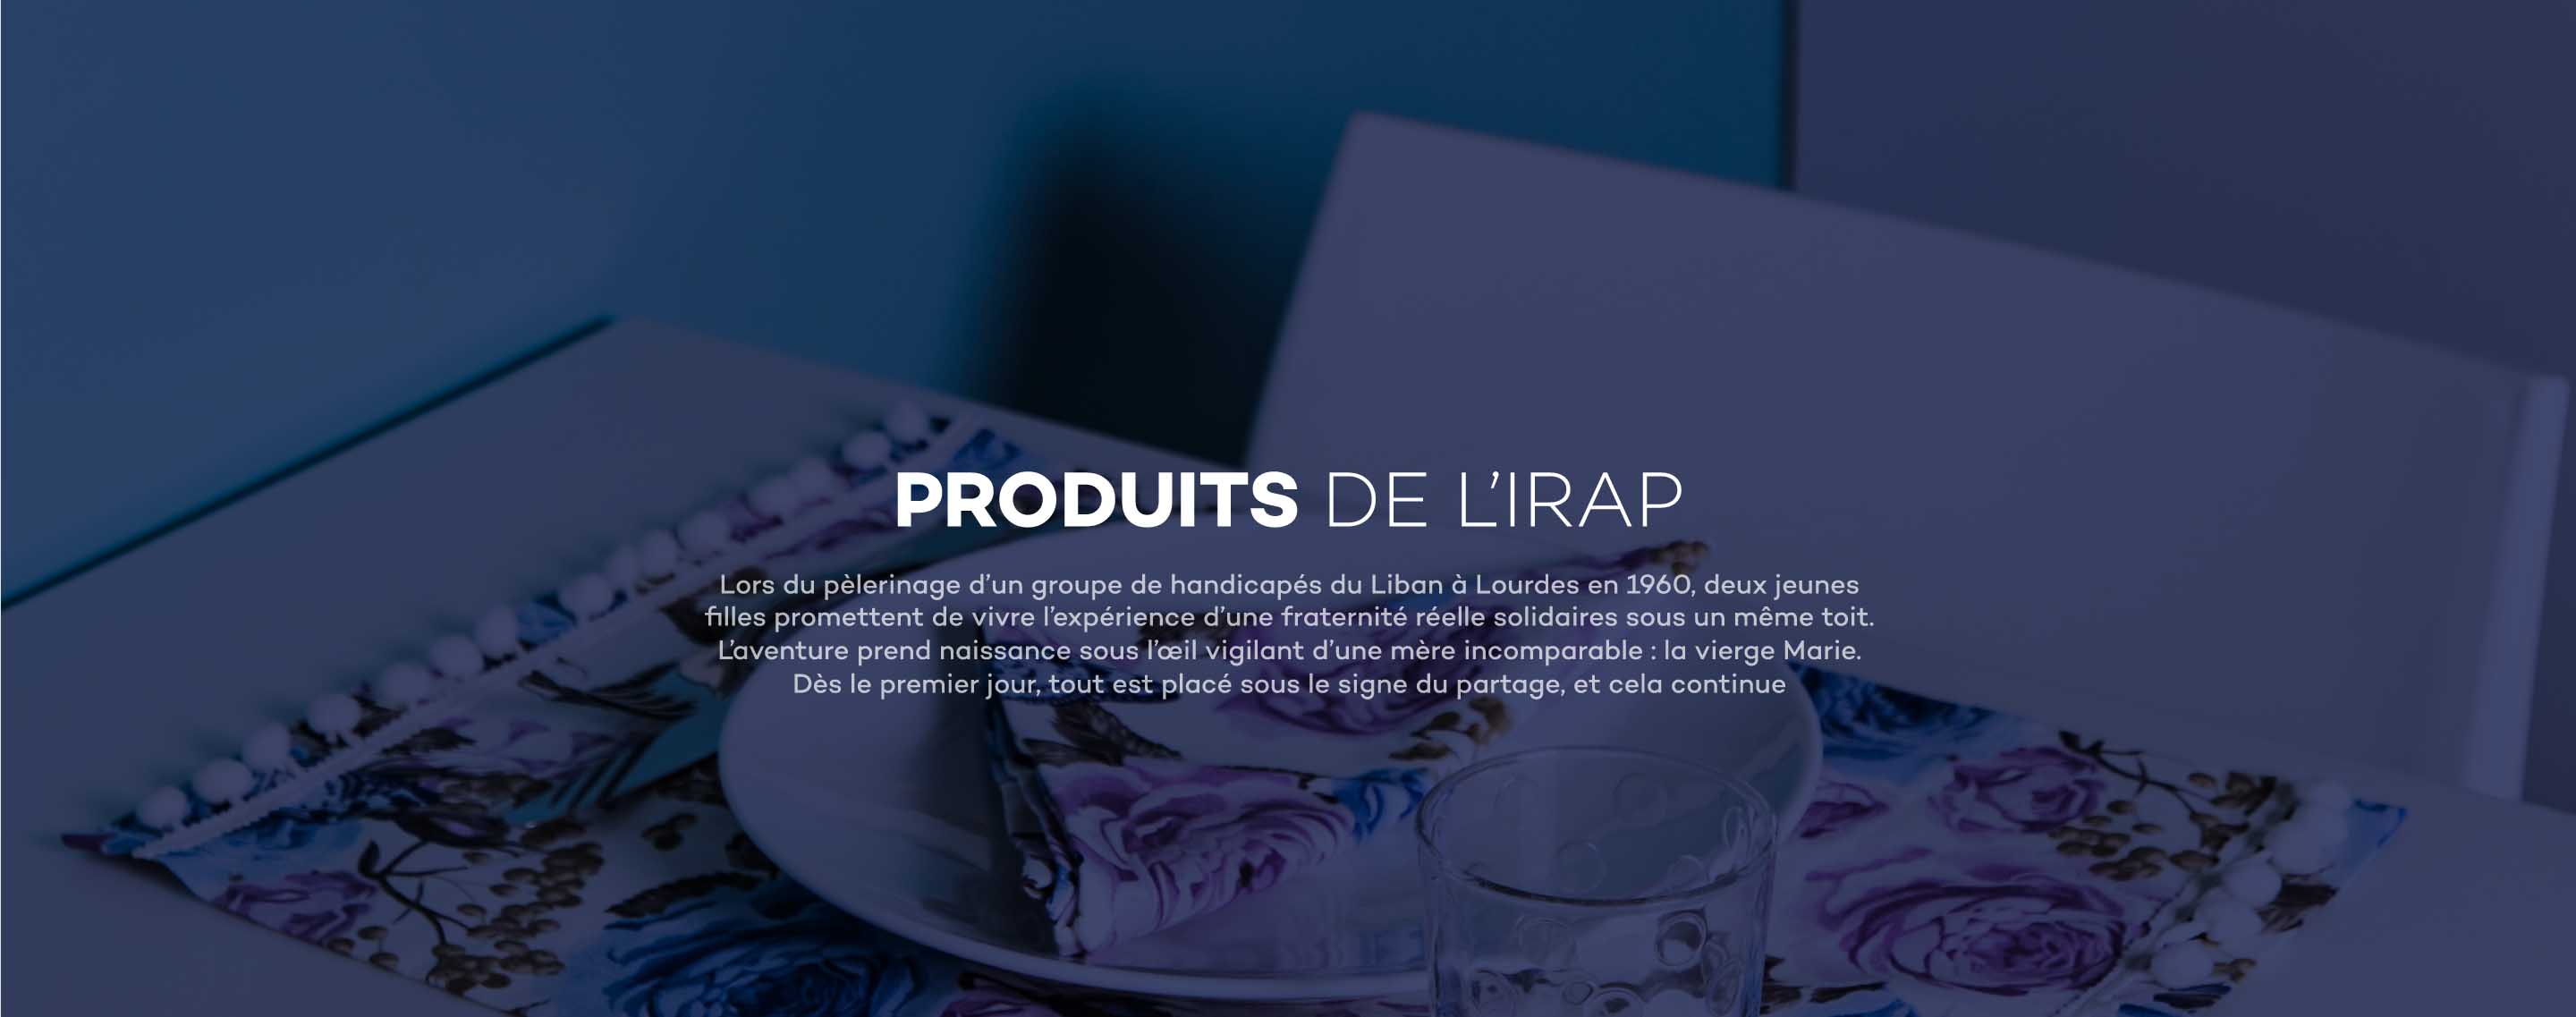 PRODUITS DE L’IRAP
Lors du pèlerinage d’un groupe de handicapés du Liban à Lourdes en 1960, deux jeunes
filles promettent de vivre l’expérience d’une fraternité réelle solidaires sous un même toit.
L’aventure prend naissance sous l’œil vigilant d’une mère incomparable : la vierge Marie.
Dès le premier jour, tout est placé sous le signe du partage, et cela continue